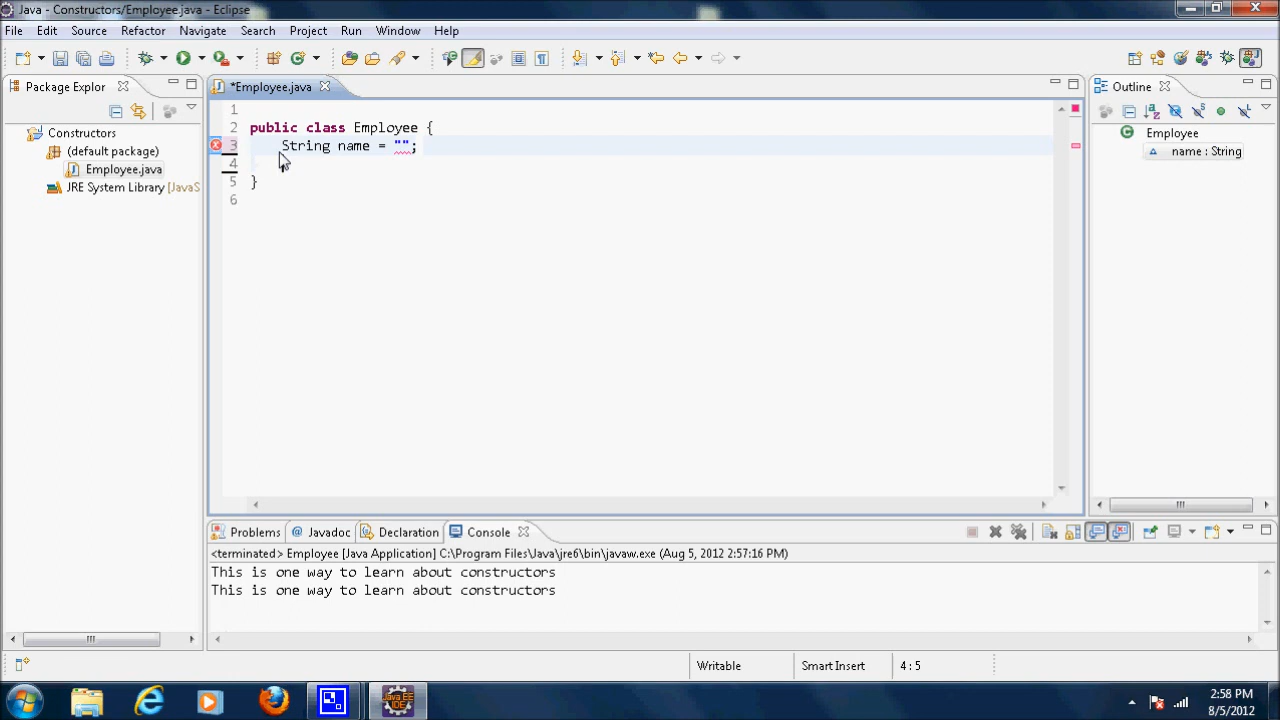 Java - Constructors/Employee.java - Eclipse
File Edit Source Refactor Navigate Search Project Run Window Help
Package Explor
*Employee.java
Outline
Constructors
(default package)
Employee.java
JRE System Library [JavaS
1
2 public class Employee {
3 String name = "";
4
5 }
6
Employee
name : String
Problems @ Javadoc Declaration Console
<terminated> Employee [Java Application] C:\Program Files\Java\jre6\bin\javaw.exe (Aug 5, 2012 2:57:16 PM)
This is one way to learn about constructors
This is one way to learn about constructors
Writable Smart Insert 4 : 5
Java EE
IDE
2:58 PM
8/5/2012